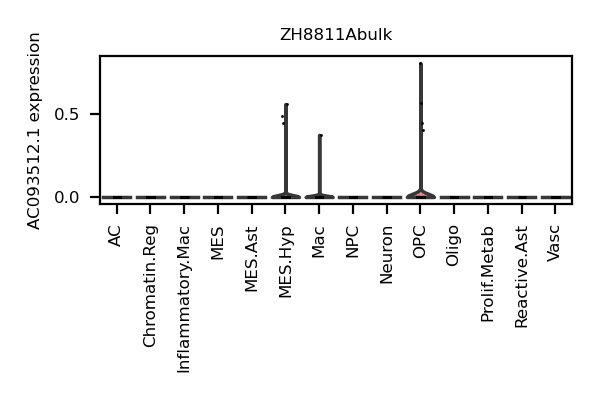 ZH8811Abulk
AC093512.1 expression
0.5
0.0
AC
Chromatin.Reg
Inflammatory.Mac
MES
MES.Ast
MES.Hyp
Mac
NPC
Neuron
OPC
Oligo
Prolif.Metab
Reactive.Ast
Vasc